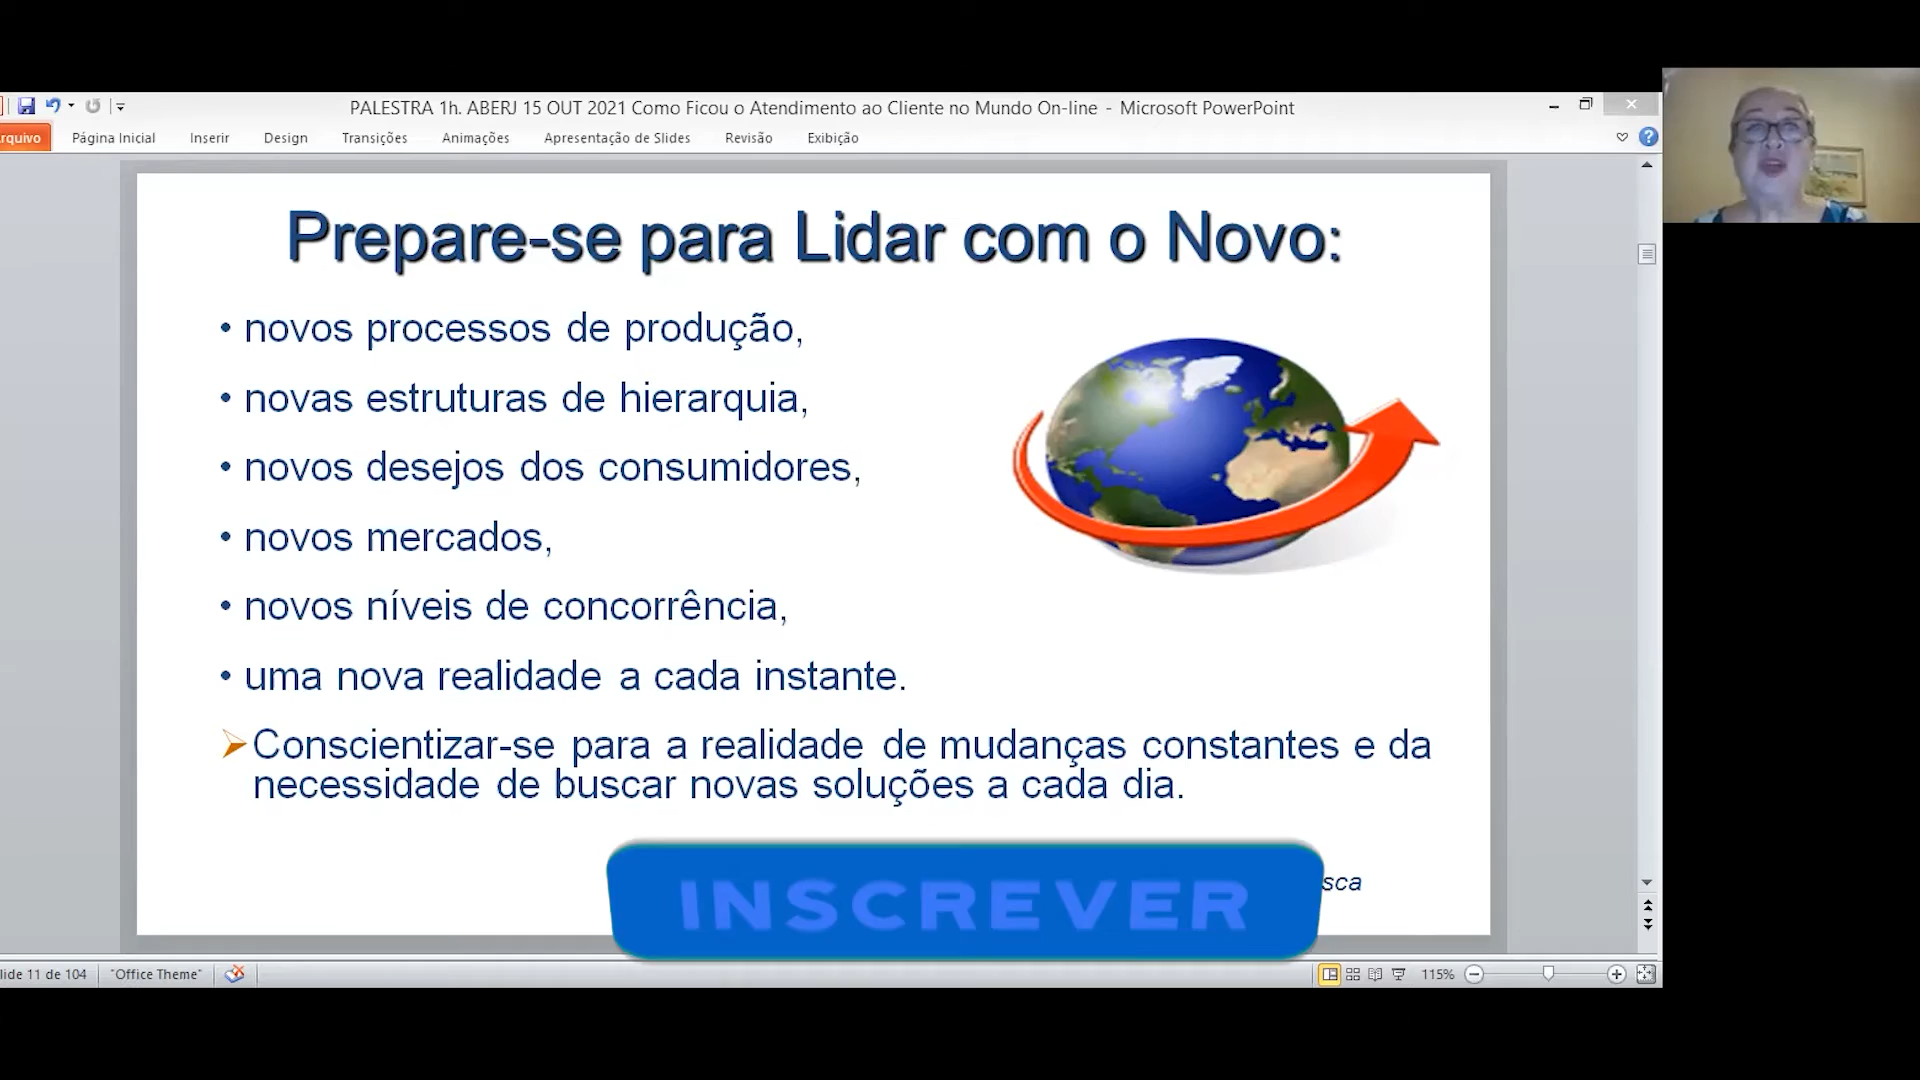 PALESTRA 1h. ABERJ 15 OUT 2021 Como Ficou o Atendimento ao Cliente no Mundo On-line - Microsoft PowerPoint
rquivo Página Inicial Inserir Design Transições Animações Apresentação de Slides Revisão Exibição
Prepare-se para Lidar com o Novo:
• novos processos de produção,
• novas estruturas de hierarquia,
• novos desejos dos consumidores,
• novos mercados,
• novos níveis de concorrência,
• uma nova realidade a cada instante.
Conscientizar-se para a realidade de mudanças constantes e da
necessidade de buscar novas soluções a cada dia.
sca
INSCREVER
lide 11 de 104 "Office Theme" 115%